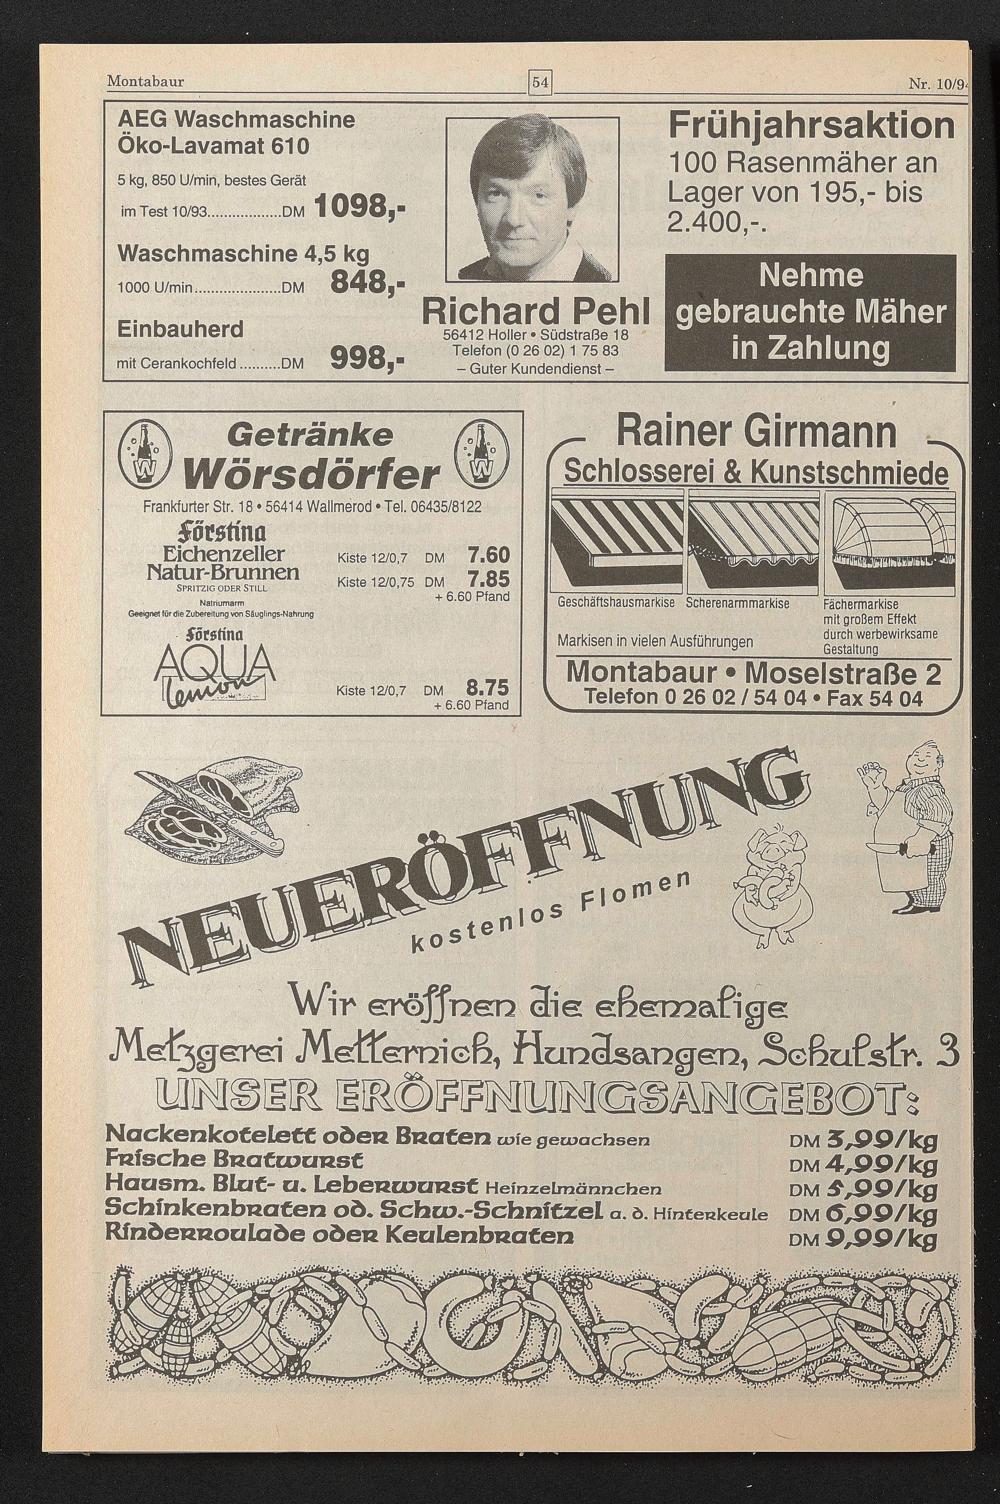 Montabaur
54
Nr. 10/94
AEG Waschmaschine
Öko-Lavamat 610
5 kg, 850 U/min, bestes Gerät
im Test 10/93.................DM 1098,-
Waschmaschine 4,5 kg
1000 U/min....................DM 848,-
Einbauherd
mit Cerankochfeld ..........DM 998,-
Richard Pehl
56412 Holler • Südstraße 18
Telefon (0 26 02) 1 75 83
– Guter Kundendienst –
Frühjahrsaktion
100 Rasenmäher an
Lager von 195,- bis
2.400,-.
Nehme
gebrauchte Mäher
in Zahlung
Getränke
Wörsdörfer
W
W
Frankfurter Str. 18 • 56414 Wallmerod • Tel. 06435/8122
Förstina
Eichenzeller
Natur-Brunnen
SPRITZIG ODER STILL
Natriumarm
Geeignet für die Zubereitung von Säuglings-Nahrung
Kiste 12/0,7 DM 7.60
Kiste 12/0,75 DM 7.85
+ 6.60 Pfand
Förstina
AQUA
Lemon
Kiste 12/0,7 DM 8.75
+ 6.60 Pfand
Rainer Girmann
Schlosserei & Kunstschmiede
Geschäftshausmarkise
Scherenarmmarkise
Fächermarkise
mit großem Effekt
durch werbewirksame
Gestaltung
Markisen in vielen Ausführungen
Montabaur • Moselstraße 2
Telefon 0 26 02 / 54 04 • Fax 54 04
NEUERÖFFNUNG
kostenlos Flomen
Wir eröffnen die ehemalige
Metzgerei Metternich, Hundsangen, Schulstr. 3
UNSER ERÖFFNUNGSANGEBOT:
Nackenkotelett oder Braten wie gewachsen DM 3,99/kg
Frische Bratwurst DM 4,99/kg
Hausm. Blut- u. Leberwurst Heinzelmännchen DM 5,99/kg
Schinkenbraten od. Schw.-Schnitzel a. d. Hinterkeule DM 6,99/kg
Rinderroulade oder Keulenbraten DM 9,99/kg